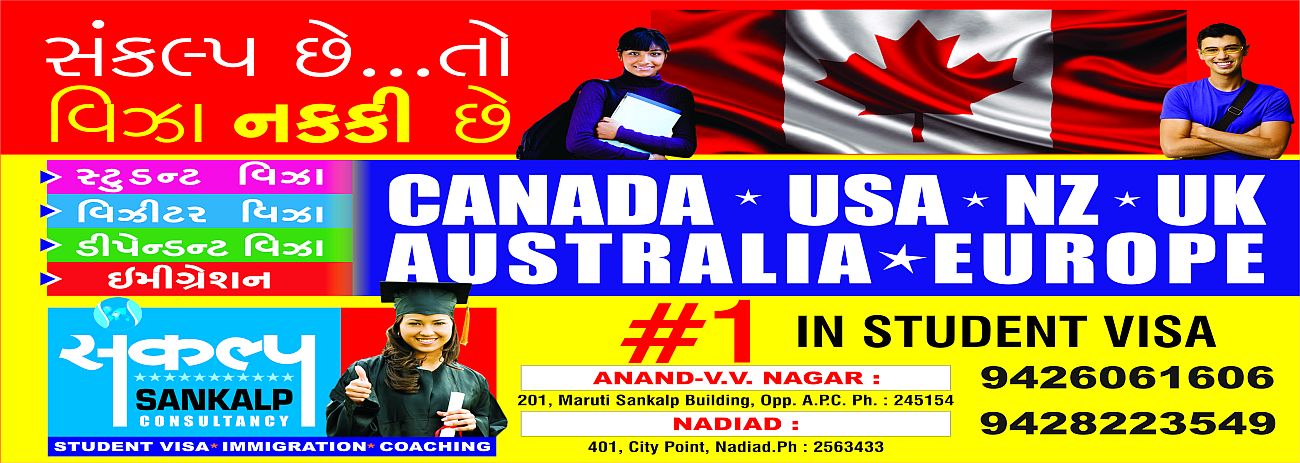 સંકલ્પ છે...તો
વિઝા નક્કી છે
સ્ટુડન્ટ વિઝા
વિઝીટર વિઝા
ડીપેન્ડન્ટ વિઝા
ઇમીગ્રેશન
CANADA ★ USA ★ NZ ★ UK
AUSTRALIA ★ EUROPE
સંકલ્પ
SANKALP
CONSULTANCY
STUDENT VISA★IMMIGRATION★COACHING
#1 IN STUDENT VISA
ANAND-V.V. NAGAR : 9426061606
201, Maruti Sankalp Building, Opp. A.P.C. Ph. : 245154
NADIAD : 9428223549
401, City Point, Nadiad.Ph : 2563433